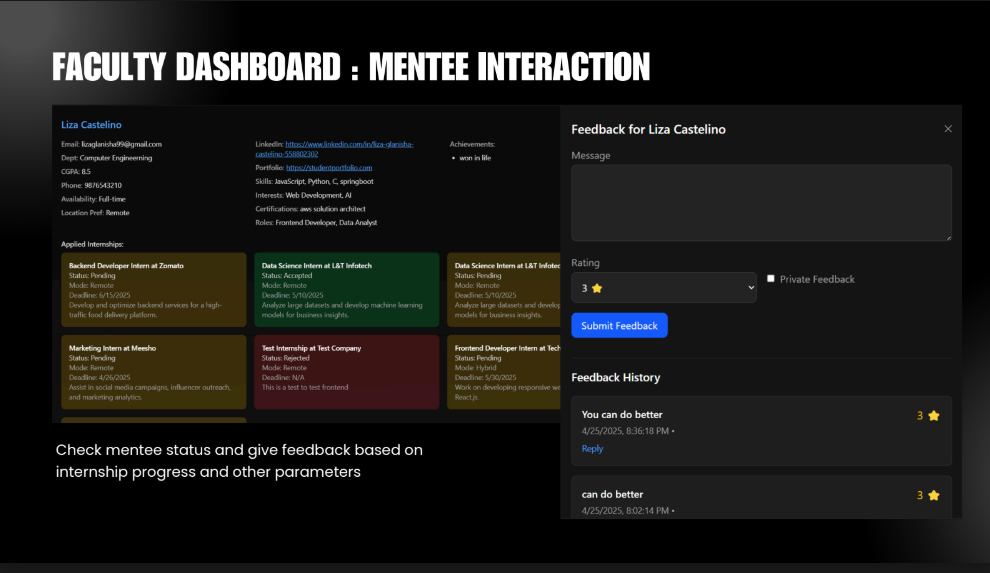 FACULTY DASHBOARD : MENTEE INTERACTION
Liza Castelino
Email: lizaglanisha99@gmail.com
Dept: Computer Engineerning
CGPA: 8.5
Phone: 9876543210
Availability: Full-time
Location Pref: Remote
LinkedIn: https://www.linkedin.com/in/liza-glanisha-
castelino-558802302
Portfolio: https://studentportfolio.com
Skills: JavaScript, Python, C, springboot
Interests: Web Development, AI
Certifications: aws solution architect
Roles: Frontend Developer, Data Analyst
Achievements:
• won in life
Applied Internships:
Backend Developer Intern at Zomato
Status: Pending
Mode: Remote
Deadline: 6/15/2025
Develop and optimize backend services for a high-
traffic food delivery platform.
Data Science Intern at L&T Infotech
Status: Accepted
Mode: Remote
Deadline: 5/10/2025
Analyze large datasets and develop machine learning
models for business insights.
Data Science Intern at L&T Infotec
Status: Pending
Mode: Remote
Deadline: 5/10/2025
Analyze large datasets and develop
models for business insights.
Marketing Intern at Meesho
Status: Pending
Mode: Remote
Deadline: 4/26/2025
Assist in social media campaigns, influencer outreach,
and marketing analytics.
Test Internship at Test Company
Status: Rejected
Mode: Remote
Deadline: N/A
This is a test to test frontend
Frontend Developer Intern at Tech
Status: Pending
Mode: Hybrid
Deadline: 5/30/2025
Work on developing responsive we
React.js.
Feedback for Liza Castelino
Message
Rating
3
Private Feedback
Submit Feedback
Feedback History
You can do better
3
4/25/2025, 8:36:18 PM •
Reply
can do better
3
4/25/2025, 8:02:14 PM •
Check mentee status and give feedback based on
internship progress and other parameters